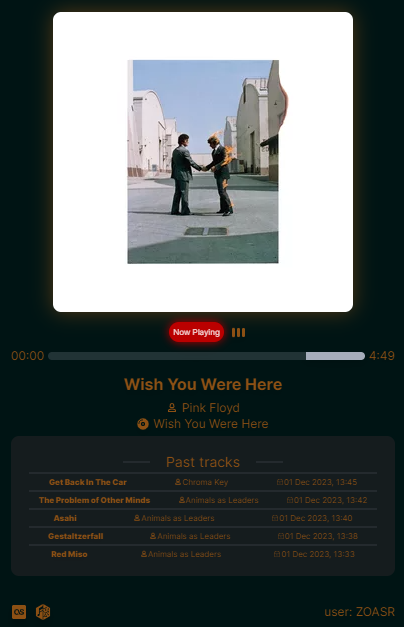 Now Playing
00:00 4:49
Wish You Were Here
Pink Floyd
Wish You Were Here
Past tracks
Get Back In The Car Chroma Key 01 Dec 2023, 13:45
The Problem of Other Minds Animals as Leaders 01 Dec 2023, 13:42
Asahi Animals as Leaders 01 Dec 2023, 13:40
Gestaltzerfall Animals as Leaders 01 Dec 2023, 13:38
Red Miso Animals as Leaders 01 Dec 2023, 13:33
user: ZOASR